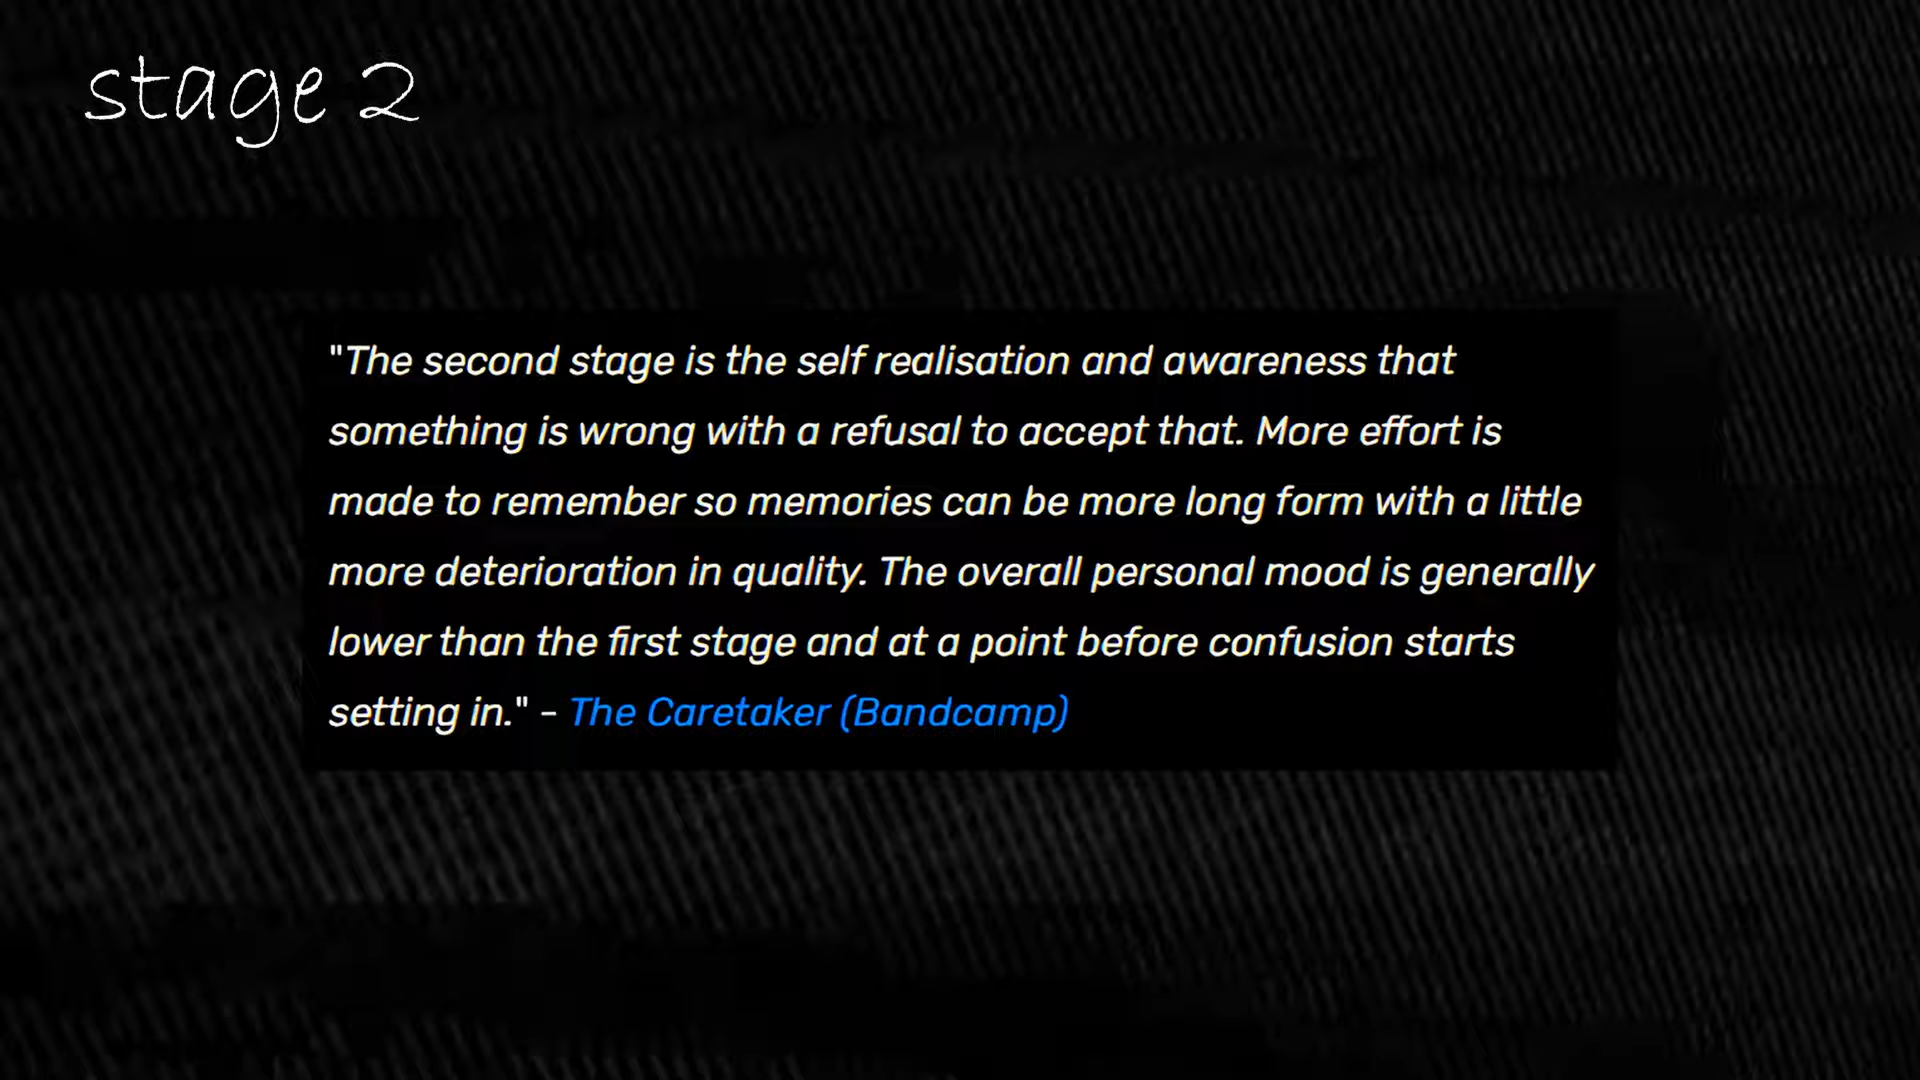 stage 2
"The second stage is the self realisation and awareness that
something is wrong with a refusal to accept that. More effort is
made to remember so memories can be more long form with a little
more deterioration in quality. The overall personal mood is generally
lower than the first stage and at a point before confusion starts
setting in." - The Caretaker (Bandcamp)